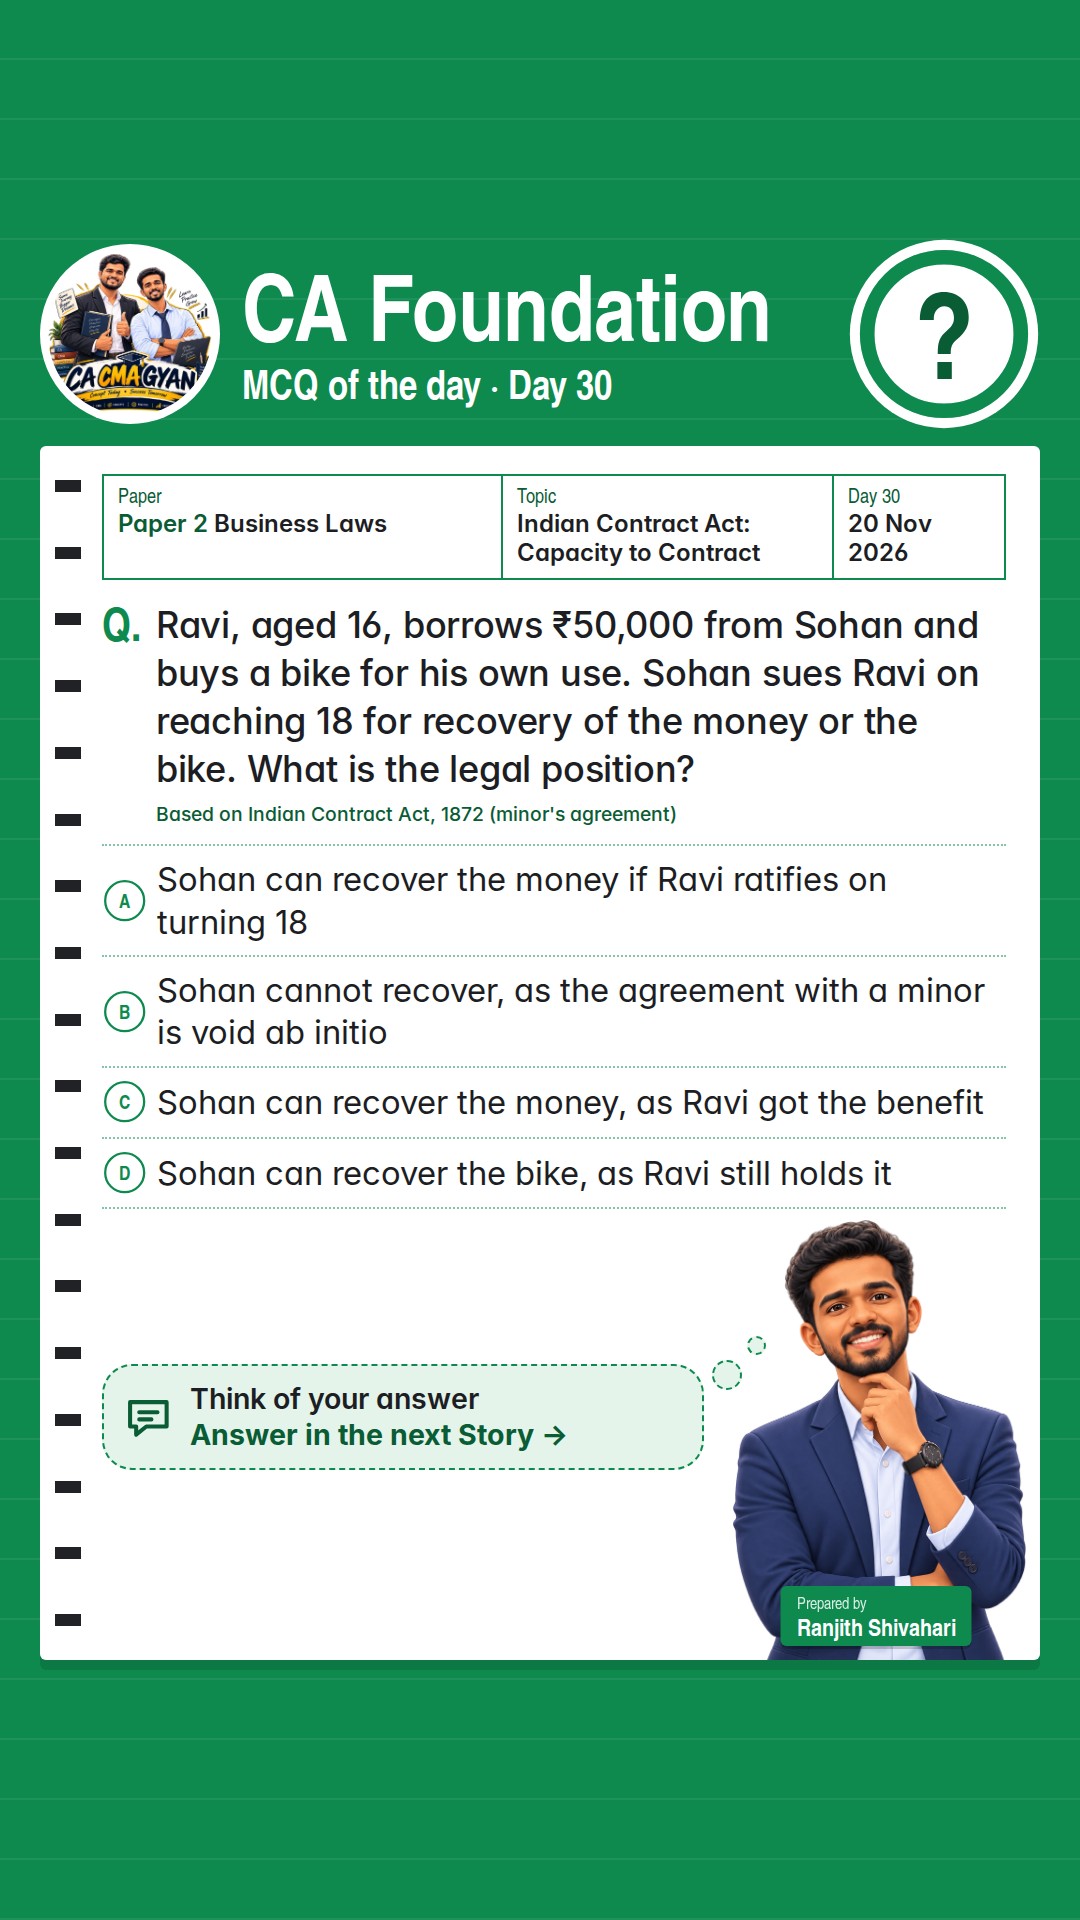 CA CMA GYAN
CA Foundation
MCQ of the day · Day 30
?
Paper
Paper 2 Business Laws
Topic
Indian Contract Act:
Capacity to Contract
Day 30
20 Nov
2026
Q. Ravi, aged 16, borrows ₹50,000 from Sohan and
buys a bike for his own use. Sohan sues Ravi on
reaching 18 for recovery of the money or the
bike. What is the legal position?
Based on Indian Contract Act, 1872 (minor's agreement)
A Sohan can recover the money if Ravi ratifies on
turning 18
B Sohan cannot recover, as the agreement with a minor
is void ab initio
C Sohan can recover the money, as Ravi got the benefit
D Sohan can recover the bike, as Ravi still holds it
Think of your answer
Answer in the next Story →
Prepared by
Ranjith Shivahari